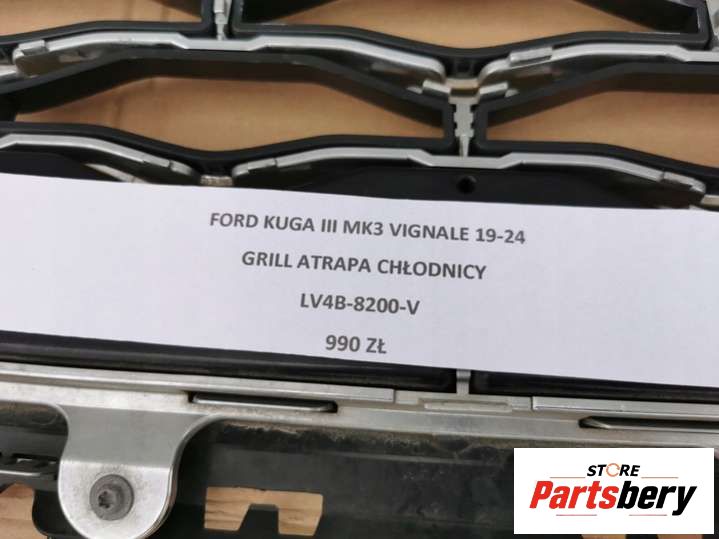 FORD KUGA III MK3 VIGNALE 19-24
GRILL ATRAPA CHŁODNICY
LV4B-8200-V
990 ZŁ
STORE
Partsbery